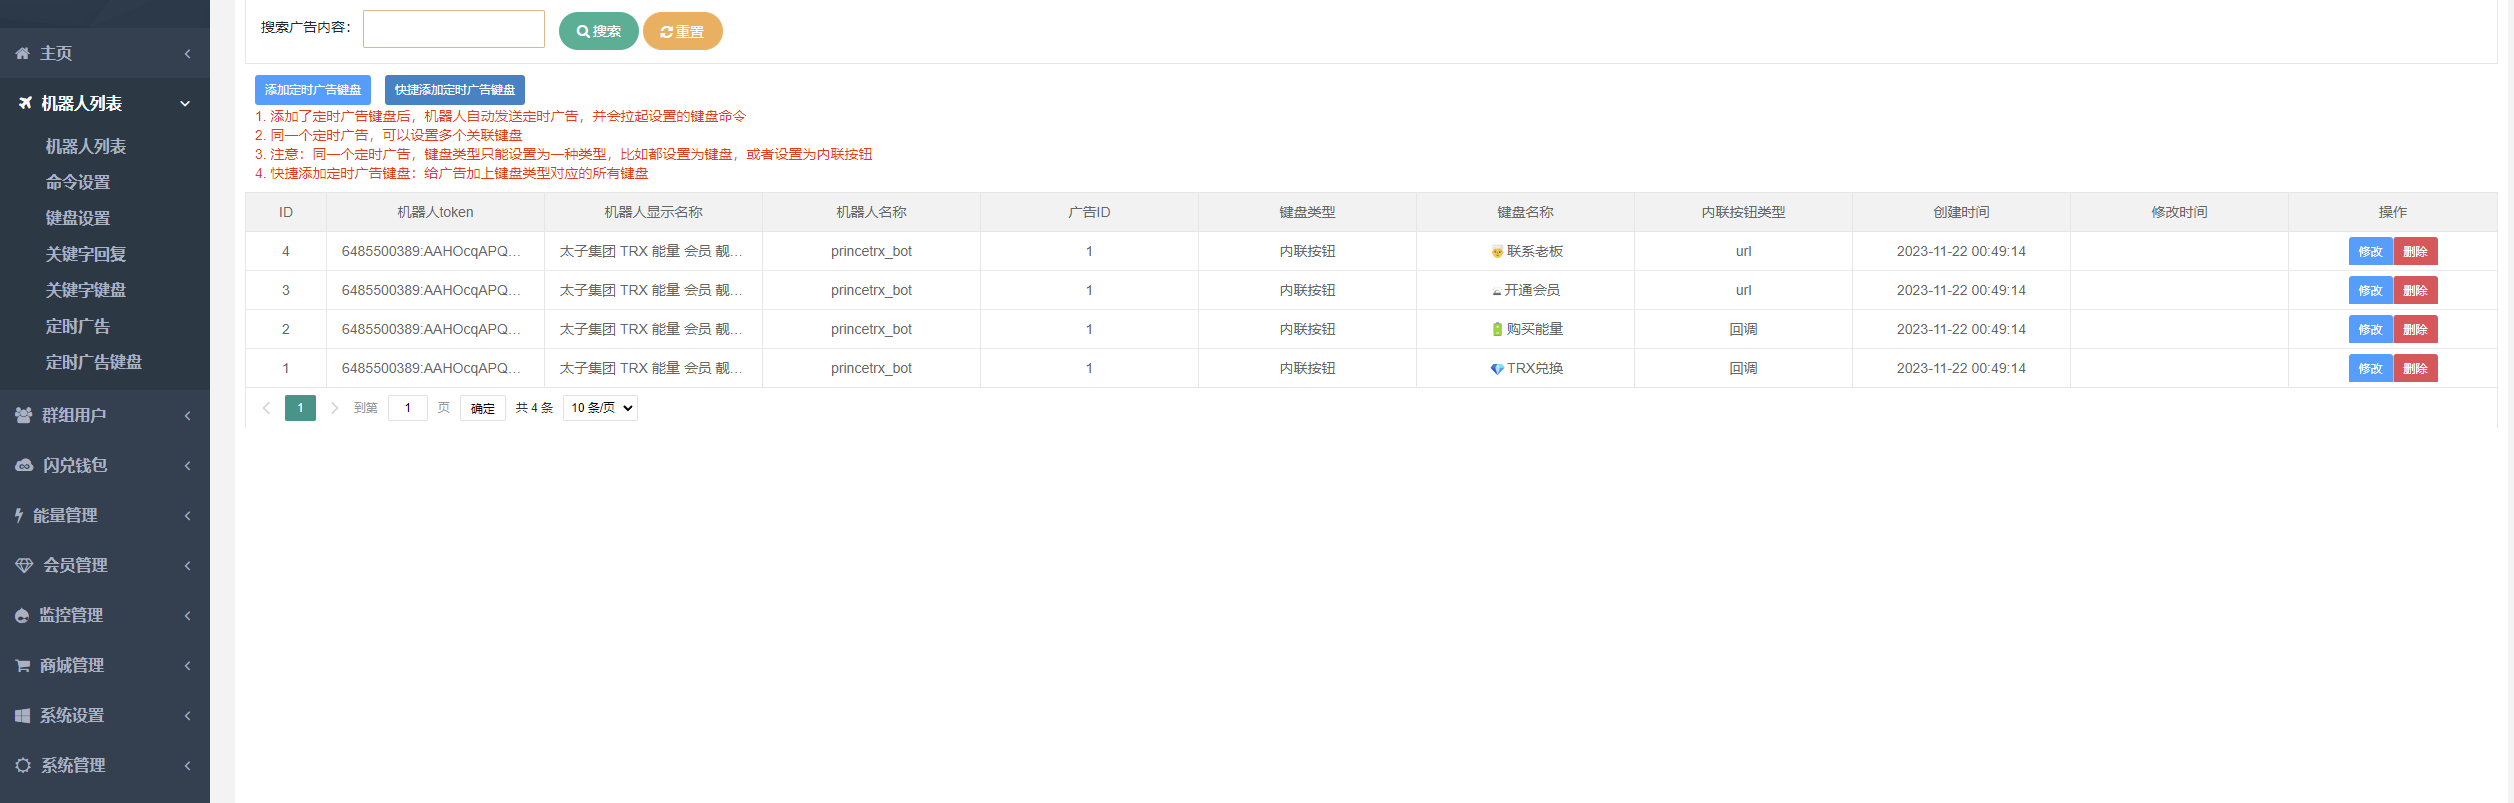 主页
机器人列表
机器人列表
命令设置
键盘设置
关键字回复
关键字键盘
定时广告
定时广告键盘
群组用户
闪兑钱包
能量管理
会员管理
监控管理
商城管理
系统设置
系统管理
搜索广告内容： 搜索 重置
添加定时广告键盘 快捷添加定时广告键盘
1. 添加了定时广告键盘后，机器人自动发送定时广告，并会拉起设置的键盘命令
2. 同一个定时广告，可以设置多个关联键盘
3. 注意：同一个定时广告，键盘类型只能设置为一种类型，比如都设置为键盘，或者设置为内联按钮
4. 快捷添加定时广告键盘：给广告加上键盘类型对应的所有键盘
ID 机器人token 机器人显示名称 机器人名称 广告ID 键盘类型 键盘名称 内联按钮类型 创建时间 修改时间 操作
4 6485500389:AAHOcqAPQ... 太子集团 TRX 能量 会员 靓... princetrx_bot 1 内联按钮 联系老板 url 2023-11-22 00:49:14 修改 删除
3 6485500389:AAHOcqAPQ... 太子集团 TRX 能量 会员 靓... princetrx_bot 1 内联按钮 开通会员 url 2023-11-22 00:49:14 修改 删除
2 6485500389:AAHOcqAPQ... 太子集团 TRX 能量 会员 靓... princetrx_bot 1 内联按钮 🔋购买能量 回调 2023-11-22 00:49:14 修改 删除
1 6485500389:AAHOcqAPQ... 太子集团 TRX 能量 会员 靓... princetrx_bot 1 内联按钮 💎TRX兑换 回调 2023-11-22 00:49:14 修改 删除
1 到第 1 页 确定 共 4 条 10 条/页